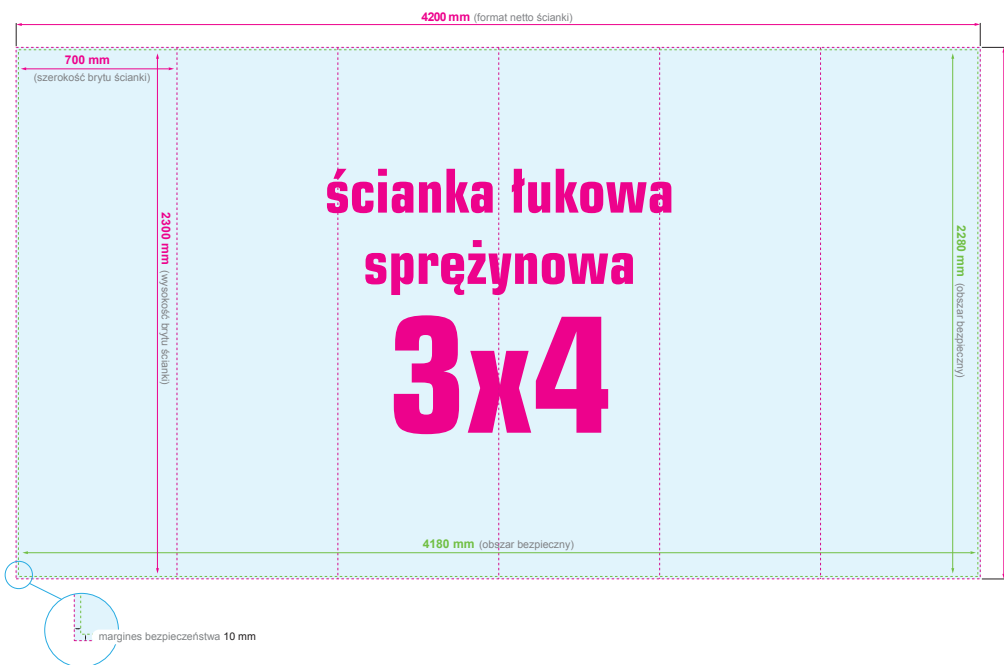 4200 mm (format netto ścianki)
700 mm
(szerokość brytu ścianki)
ścianka łukowa
sprężynowa
3x4
2300 mm (wysokość brytu ścianki)
2280 mm (obszar bezpieczny)
4180 mm (obszar bezpieczny)
margines bezpieczeństwa 10 mm